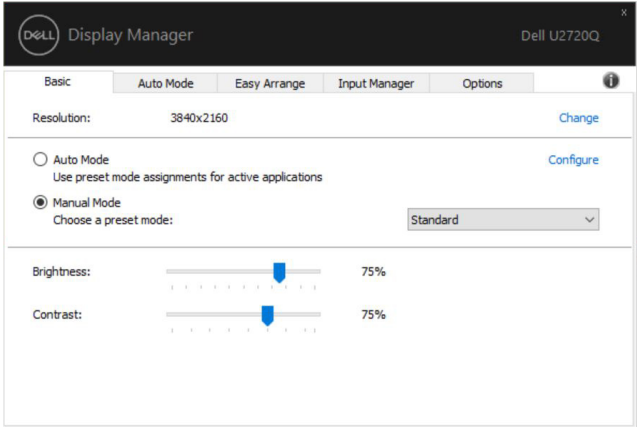 x
DELL Display Manager Dell U2720Q
Basic Auto Mode Easy Arrange Input Manager Options i
Resolution: 3840x2160 Change
Auto Mode Configure
Use preset mode assignments for active applications
Manual Mode
Choose a preset mode: Standard
Brightness: 75%
Contrast: 75%